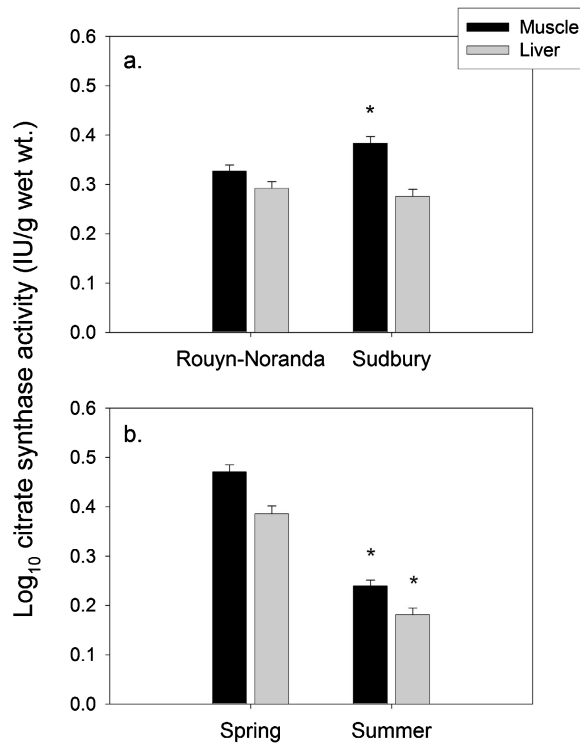 Muscle
Liver
Log10 citrate synthase activity (IU/g wet wt.)
a.
0.6
0.5
*
0.4
0.3
0.2
0.1
0.0
Rouyn-Noranda Sudbury
b.
0.6
0.5
0.4
* *
0.3
0.2
0.1
0.0
Spring Summer